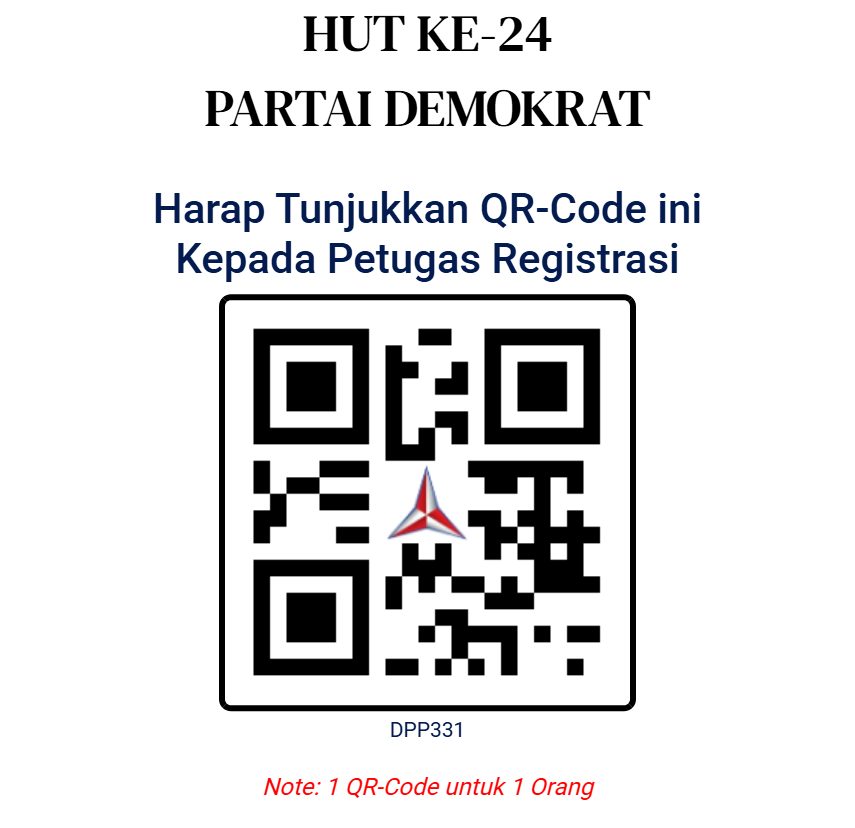 HUT KE-24
PARTAI DEMOKRAT
Harap Tunjukkan QR-Code ini
Kepada Petugas Registrasi
DPP331
Note: 1 QR-Code untuk 1 Orang